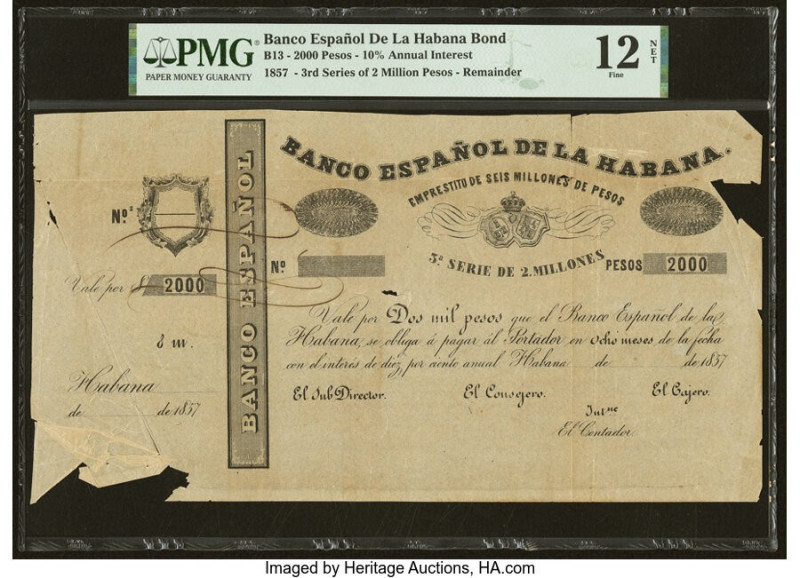 PMG
PAPER MONEY GUARANTY
Banco Español De La Habana Bond
B13 - 2000 Pesos - 10% Annual Interest
1857 - 3rd Series of 2 Million Pesos - Remainder
12
Fine
NET
BANCO ESPAÑOL DE LA HABANA.
EMPRESTITO DE SEIS MILLONES DE PESOS
3ª SERIE DE 2. MILLONES
Nº
PESOS 2000
Vale por Dos mil pesos que el Banco Español de la
Habana, se obliga á pagar ál Portador en ocho meses de la fecha
con el interés de diez, por ciento anual Habana de de 1857
El Sub Director. El Consejero. El Cajero.
Intne
El Contador.
BANCO ESPAÑOL
Nº
Vale por $ 2000
8 m.
Habana
de de 1857
Imaged by Heritage Auctions, HA.com